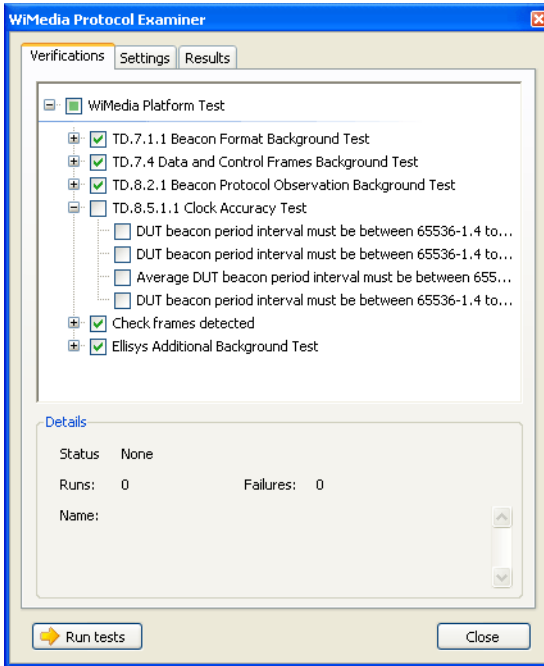 WiMedia Protocol Examiner
Verifications Settings Results
WiMedia Platform Test
TD.7.1.1 Beacon Format Background Test
TD.7.4 Data and Control Frames Background Test
TD.8.2.1 Beacon Protocol Observation Background Test
TD.8.5.1.1 Clock Accuracy Test
DUT beacon period interval must be between 65536-1.4 to...
DUT beacon period interval must be between 65536-1.4 to...
Average DUT beacon period interval must be between 655...
DUT beacon period interval must be between 65536-1.4 to...
Check frames detected
Ellisys Additional Background Test
Details
Status None
Runs: 0 Failures: 0
Name:
Run tests Close